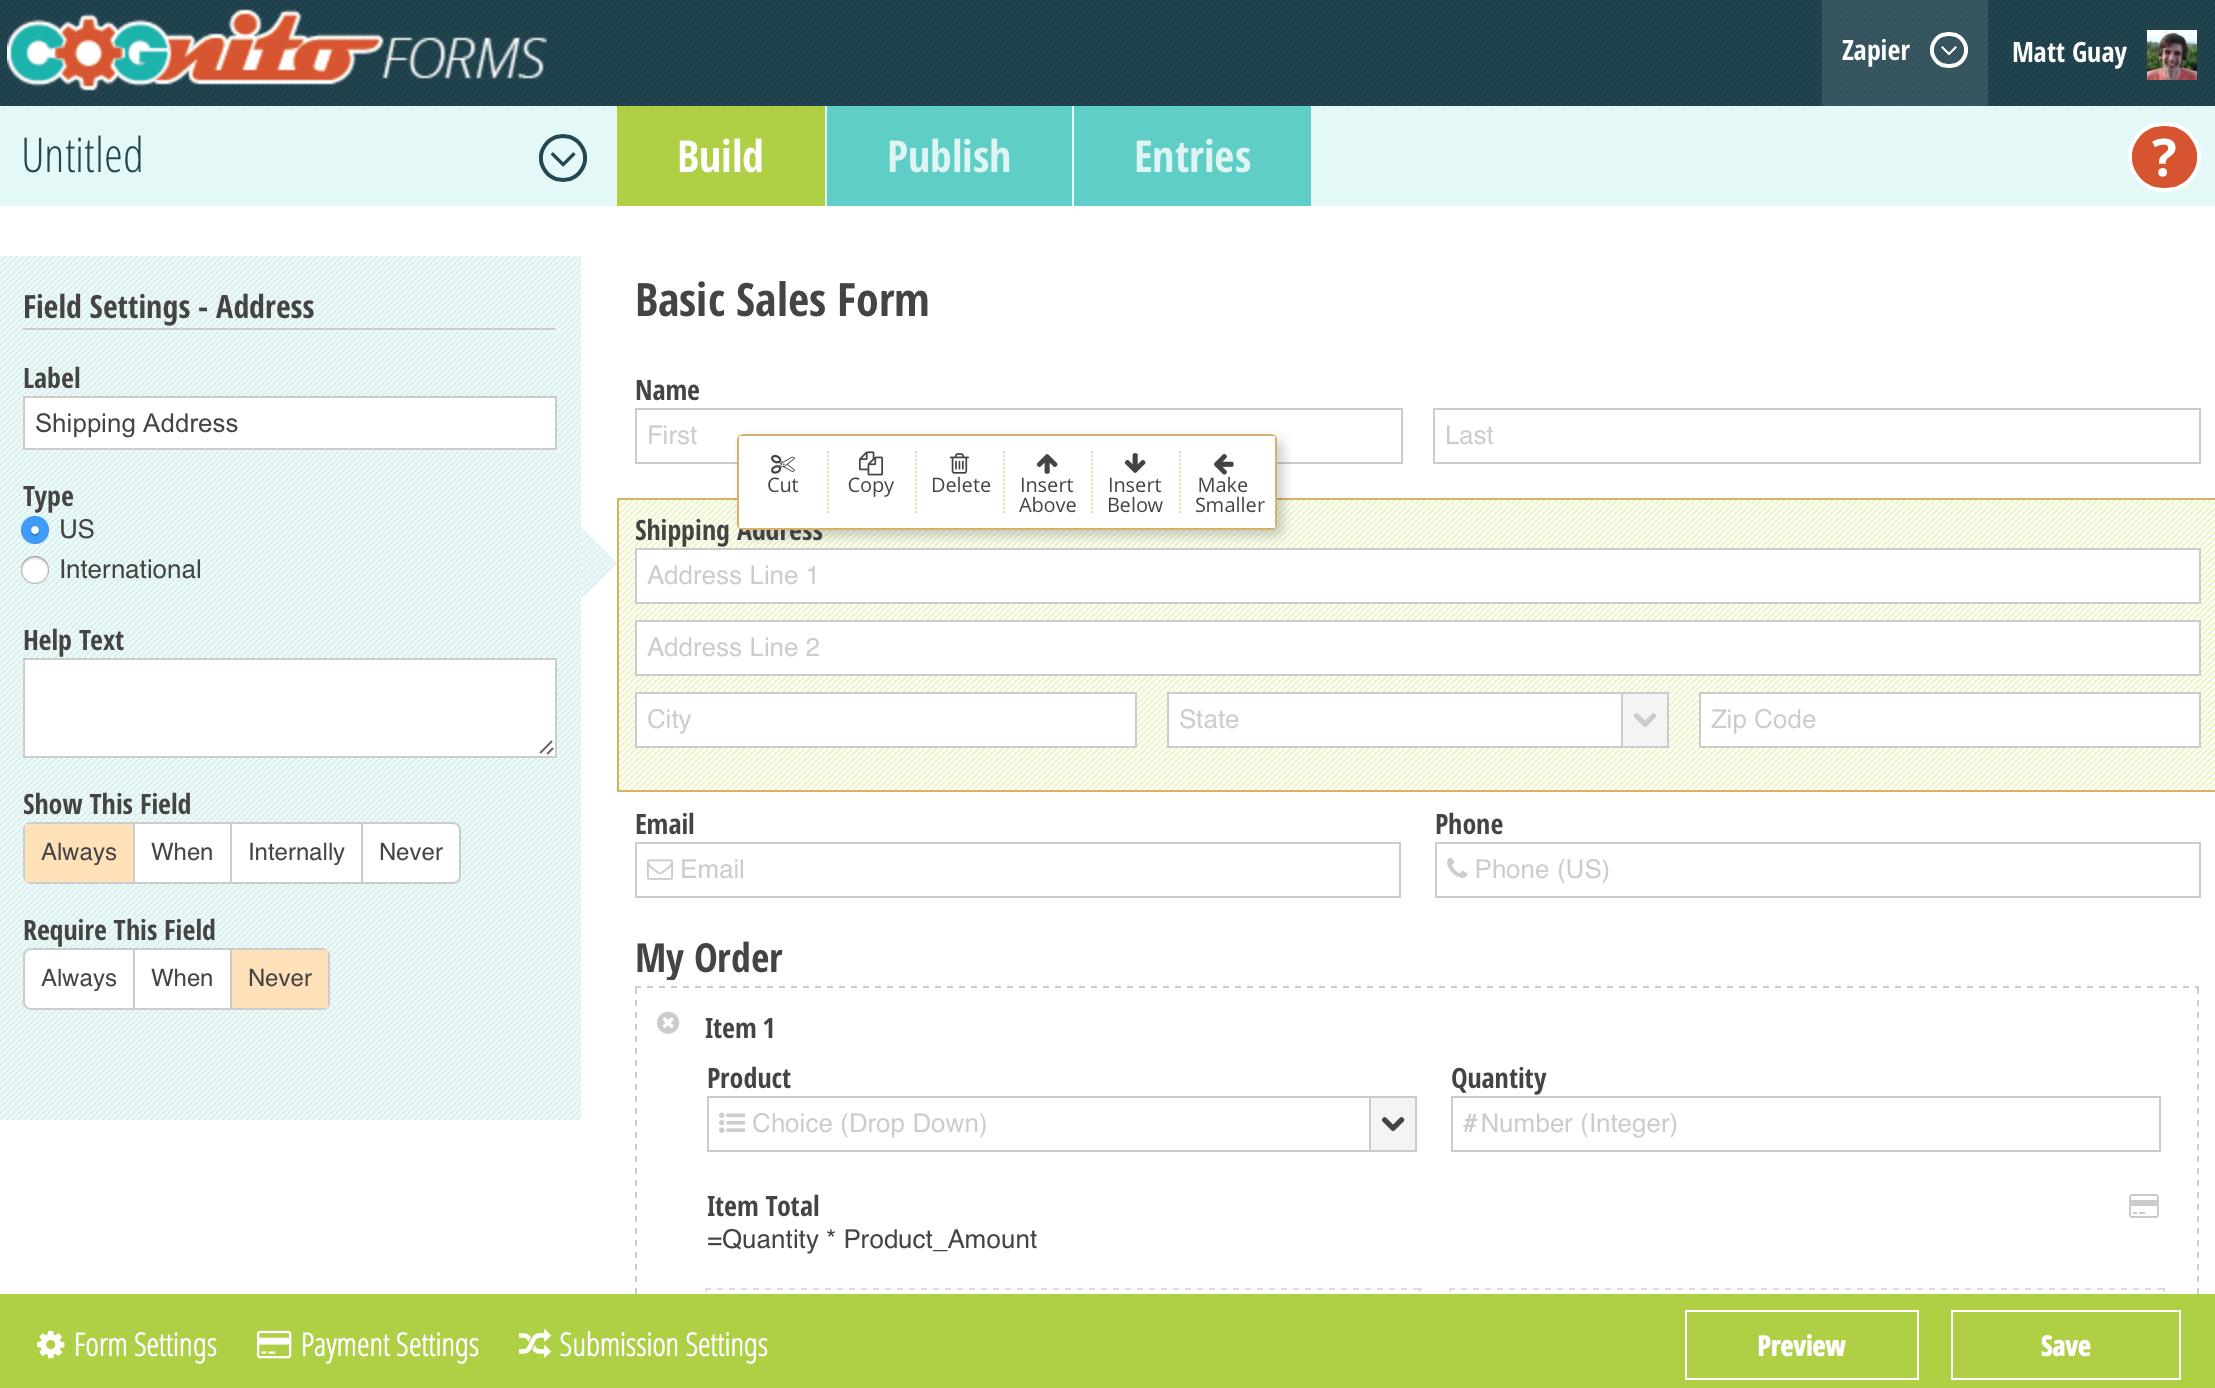 COGnito FORMS
Zapier
Matt Guay
Untitled
Build
Publish
Entries
?
Field Settings - Address
Label
Shipping Address
Type
US
International
Help Text
Show This Field
Always When Internally Never
Require This Field
Always When Never
Basic Sales Form
Name
First
Last
Cut
Copy
Delete
Insert
Above
Insert
Below
Make
Smaller
Shipping Address
Address Line 1
Address Line 2
City
State
Zip Code
Email
Phone
Email
Phone (US)
My Order
Item 1
Product
Quantity
Choice (Drop Down)
#Number (Integer)
Item Total
=Quantity * Product_Amount
Form Settings
Payment Settings
Submission Settings
Preview
Save